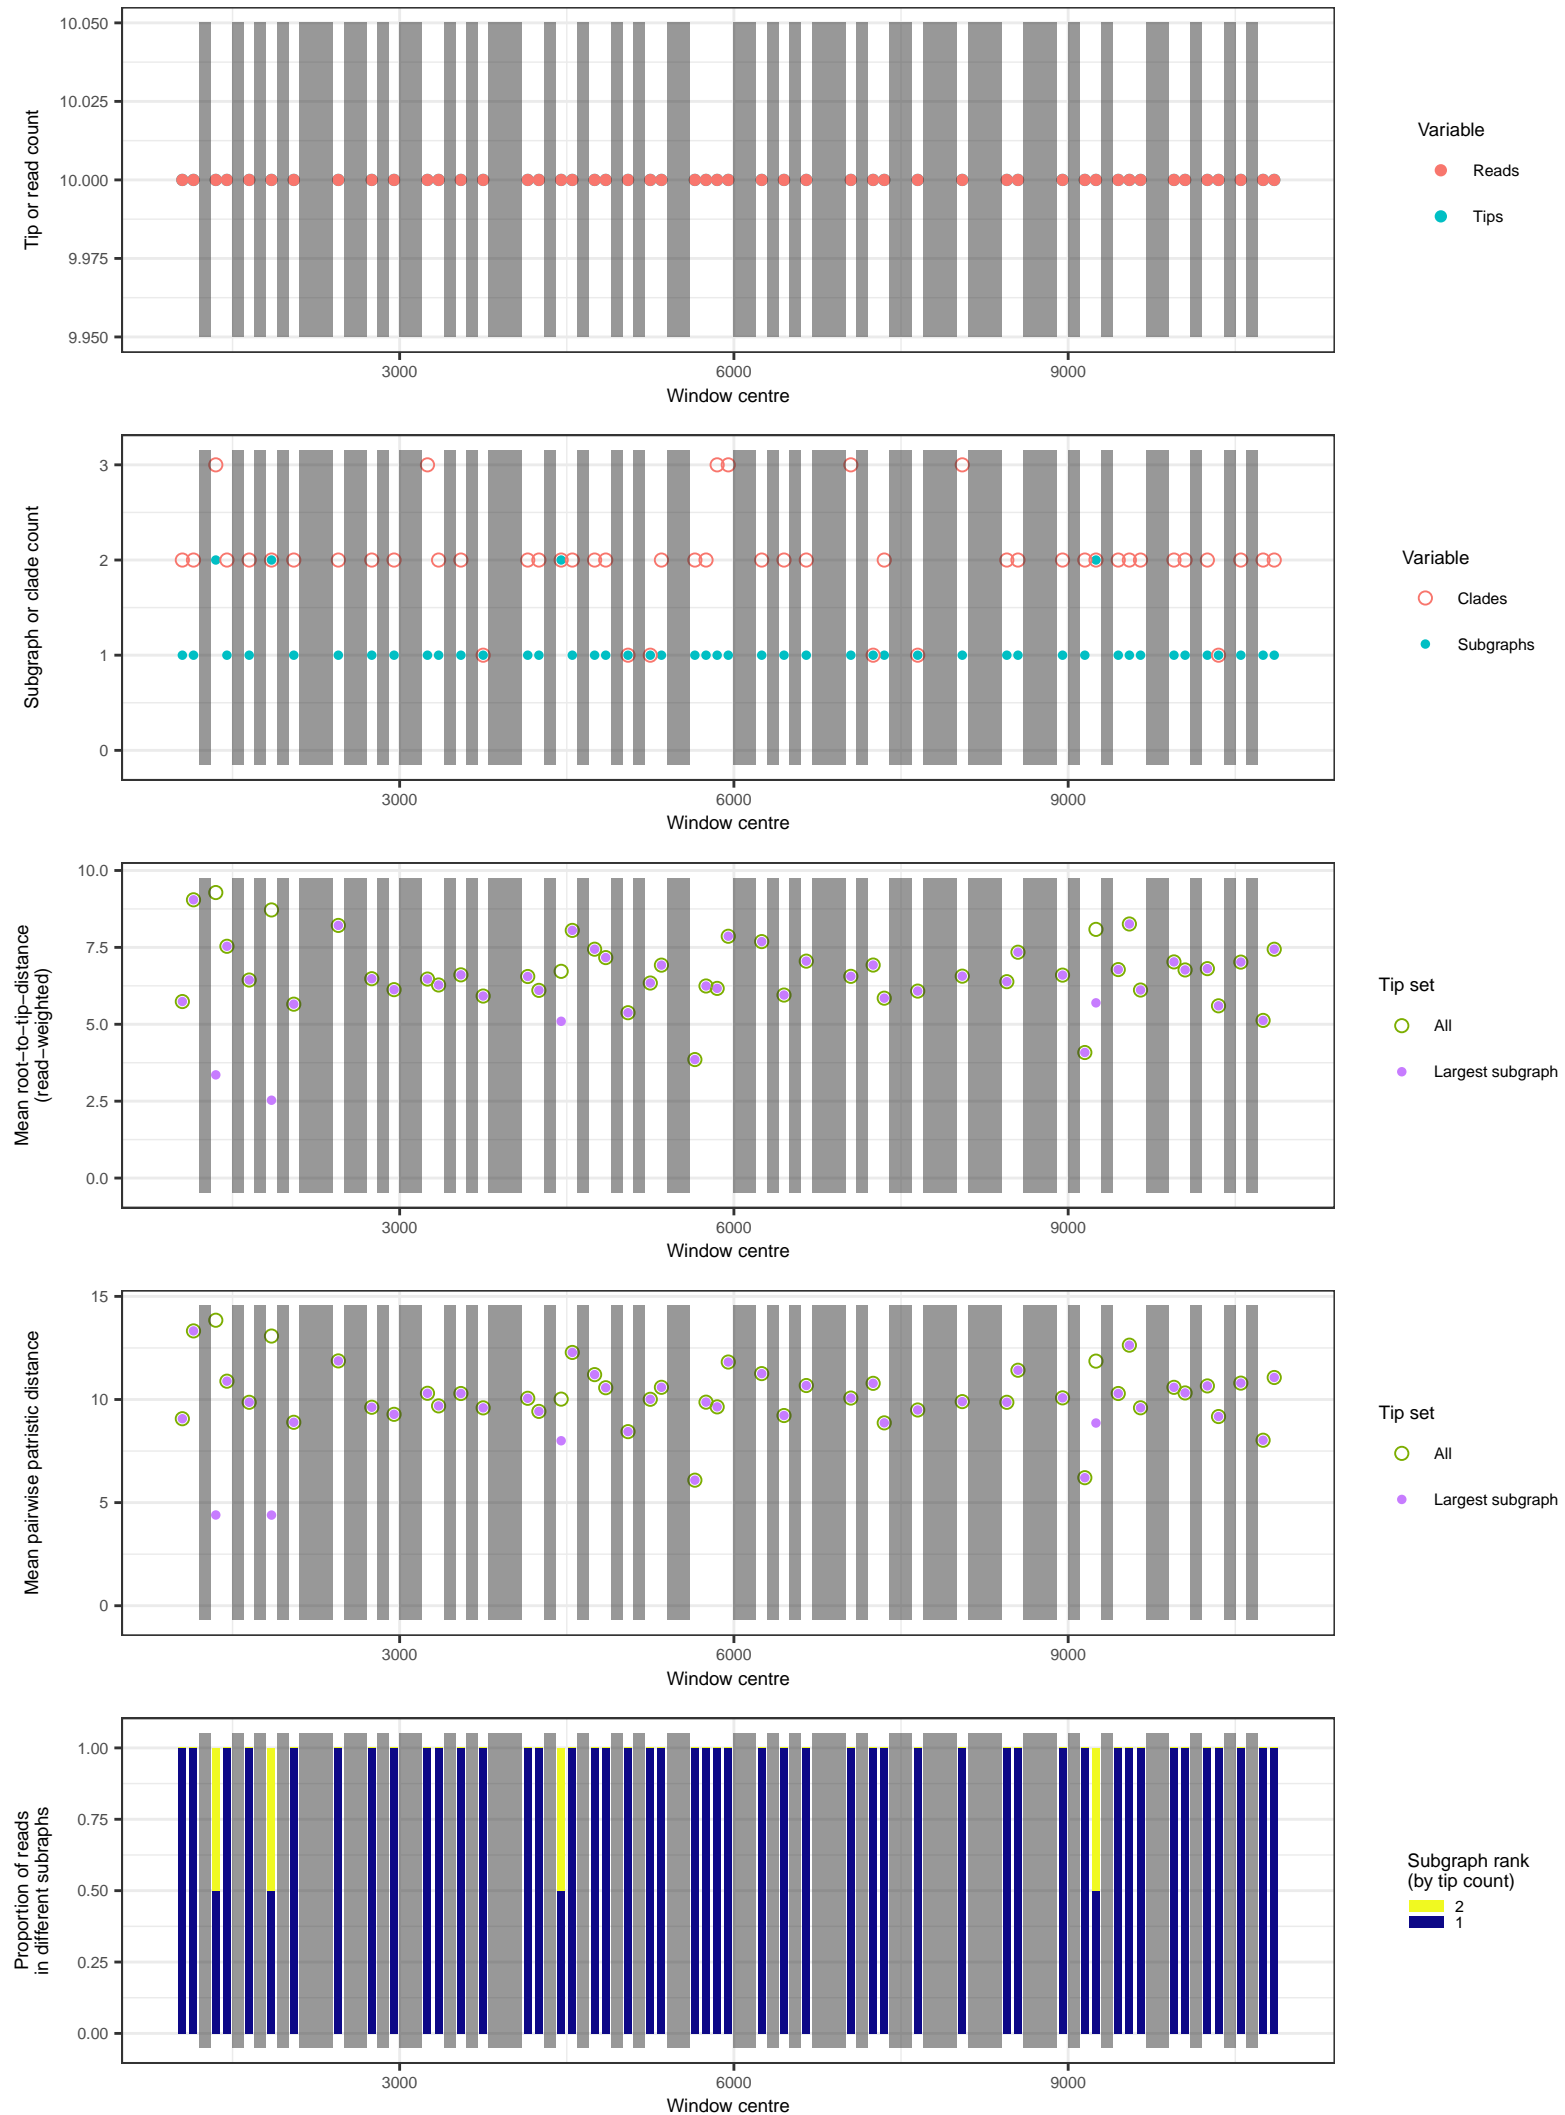 10.050
10.025
10.000
9.975
9.950
Tip or read count
3000 6000 9000
Window centre
Variable
Reads
Tips
3
2
1
0
Subgraph or clade count
3000 6000 9000
Window centre
Variable
Clades
Subgraphs
10.0
7.5
5.0
2.5
0.0
Mean root−to−tip−distance
(read−weighted)
3000 6000 9000
Window centre
Tip set
All
Largest subgraph
15
10
5
0
Mean pairwise patristic distance
3000 6000 9000
Window centre
Tip set
All
Largest subgraph
1.00
0.75
0.50
0.25
0.00
Proportion of reads
in different subraphs
3000 6000 9000
Window centre
Subgraph rank
(by tip count)
2
1